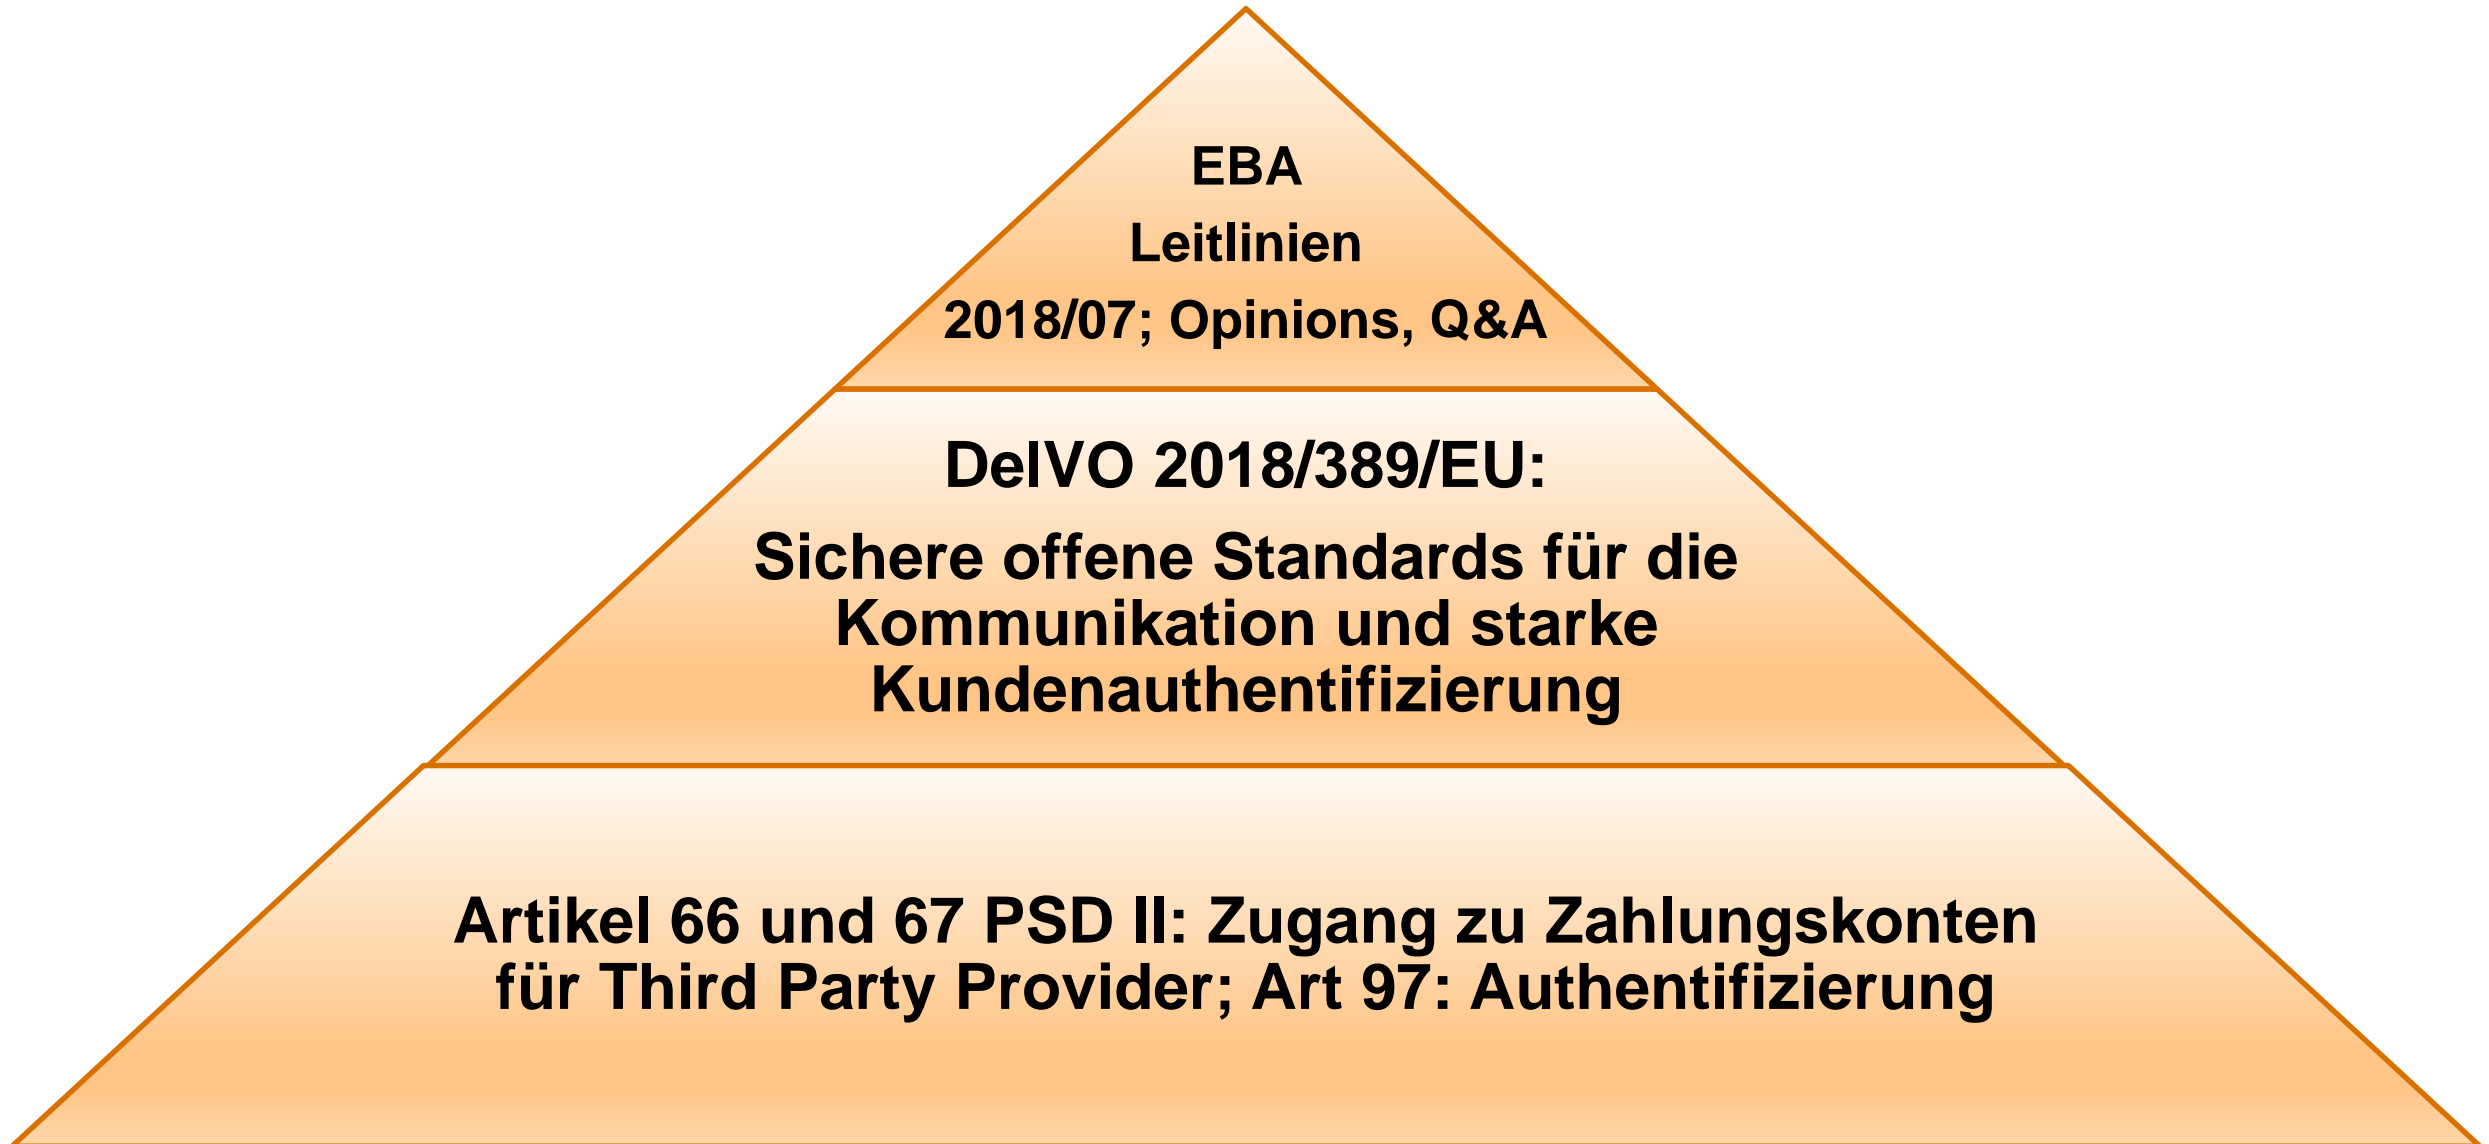 EBA
Leitlinien
2018/07; Opinions, Q&A
DelVO 2018/389/EU:
Sichere offene Standards für die
Kommunikation und starke
Kundenauthentifizierung
Artikel 66 und 67 PSD II: Zugang zu Zahlungskonten
für Third Party Provider; Art 97: Authentifizierung